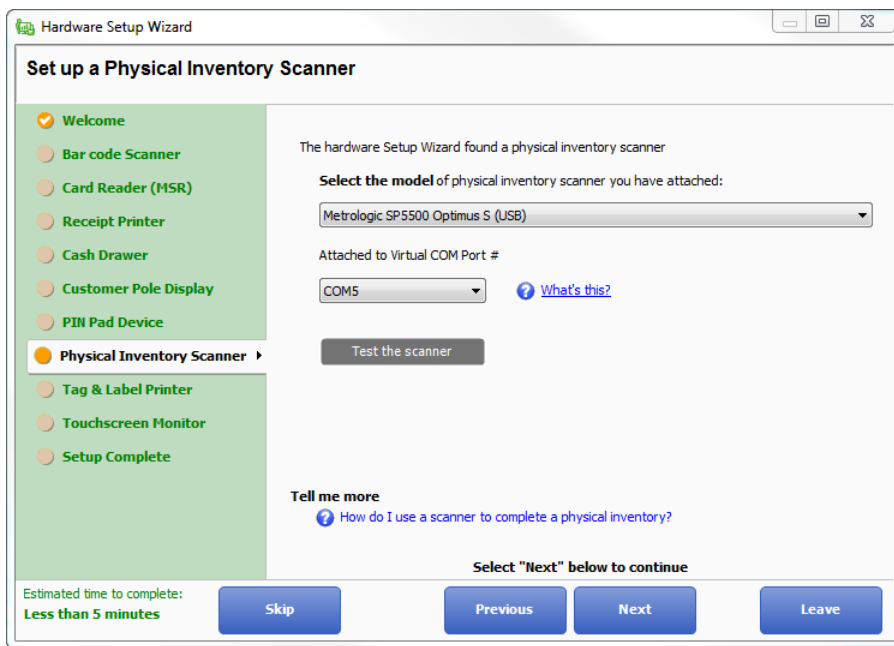 Hardware Setup Wizard
Set up a Physical Inventory Scanner
Welcome
Bar code Scanner
Card Reader (MSR)
Receipt Printer
Cash Drawer
Customer Pole Display
PIN Pad Device
Physical Inventory Scanner
Tag & Label Printer
Touchscreen Monitor
Setup Complete
The hardware Setup Wizard found a physical inventory scanner
Select the model of physical inventory scanner you have attached:
Metrologic SP5500 Optimus S (USB)
Attached to Virtual COM Port #
COM5
What's this?
Test the scanner
Tell me more
How do I use a scanner to complete a physical inventory?
Select "Next" below to continue
Estimated time to complete:
Less than 5 minutes
Skip
Previous
Next
Leave